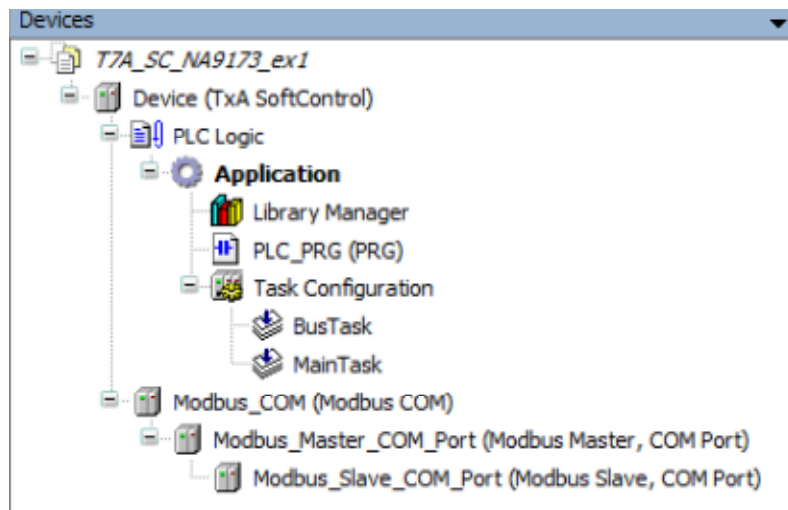 Devices
T7A_SC_NA9173_ex1
Device (TxA SoftControl)
PLC Logic
Application
Library Manager
PLC_PRG (PRG)
Task Configuration
BusTask
MainTask
Modbus_COM (Modbus COM)
Modbus_Master_COM_Port (Modbus Master, COM Port)
Modbus_Slave_COM_Port (Modbus Slave, COM Port)